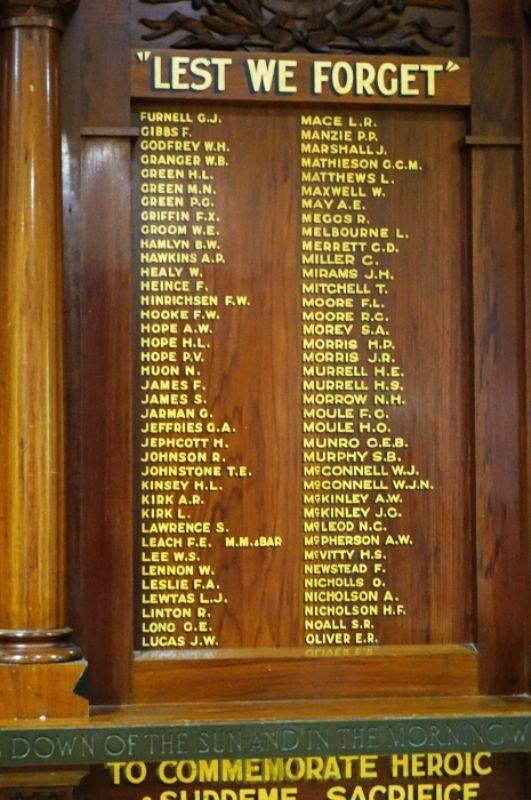 "LEST WE FORGET"
FURNELL G.J.
GIBBS F.
GODFREY W.H.
GRANGER W.B.
GREEN H.L.
GREEN M.N.
GREEN P.G.
GRIFFIN F.X.
GROOM W.E.
HAMLYN B.W.
HAWKINS A.P.
HEALY W.
HEINCE F.
HINRICHSEN F.W.
HOOKE F.W.
HOPE A.W.
HOPE H.L.
HOPE P.V.
HUON N.
JAMES F.
JAMES S.
JARMAN G.
JEFFRIES G.A.
JEPHCOTT H.
JOHNSON R.
JOHNSTONE T.E.
KINSEY H.L.
KIRK A.R.
KIRK L.
LAWRENCE S.
LEACH F.E. M.M.&BAR
LEE W.S.
LENNON W.
LESLIE F.A.
LEWTAS L.J.
LINTON R.
LONG G.E.
LUCAS J.W.
MACE L.R.
MANZIE P.P.
MARSHALL J.
MATHIESON G.C.M.
MATTHEWS L.
MAXWELL W.
MAY A.E.
MEGGS R.
MELBOURNE L.
MERRETT C.D.
MILLER C.
MIRAMS J.H.
MITCHELL T.
MOORE F.L.
MOORE R.G.
MOREY S.A.
MORRIS H.P.
MORRIS J.R.
MURRELL H.E.
MURRELL H.S.
MORROW N.H.
MOULE F.G.
MOULE H.O.
MUNRO G.E.B.
MURPHY S.B.
McCONNELL W.J.
McCONNELL W.J.N.
McKINLEY A.W.
McKINLEY J.G.
McLEOD N.C.
McPHERSON A.W.
McVITTY H.S.
NEWSTEAD F.
NICHOLLS O.
NICHOLSON A.
NICHOLSON H.F.
NOALL S.R.
OLIVER E.R.
DOWN OF THE SUN AND IN THE MORNING W
TO COMMEMORATE HEROIC
SUPREME SACRIFICE